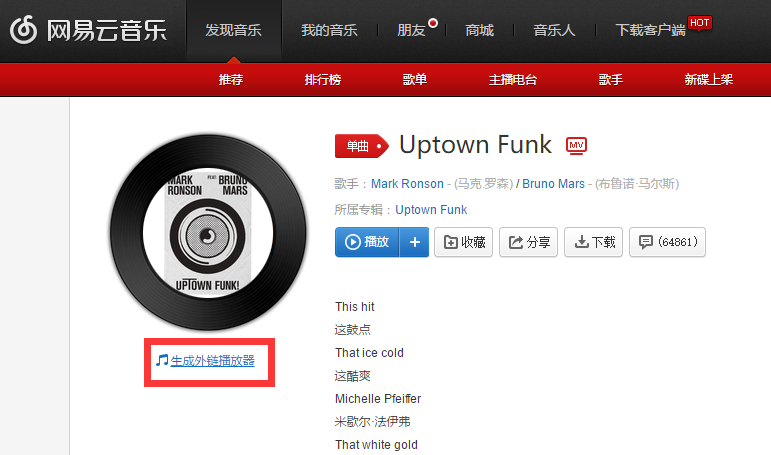 网易云音乐 发现音乐 我的音乐 朋友 商城 音乐人 下载客户端 HOT
推荐 排行榜 歌单 主播电台 歌手 新碟上架
单曲 Uptown Funk MV
歌手：Mark Ronson - (马克.罗森) / Bruno Mars - (布鲁诺·马尔斯)
所属专辑：Uptown Funk
播放 + 收藏 分享 下载 (64861)
MARK RONSON FEAT. BRUNO MARS
UPTOWN FUNK!
生成外链播放器
This hit
这鼓点
That ice cold
这酷爽
Michelle Pfeiffer
米歇尔·法伊弗
That white gold